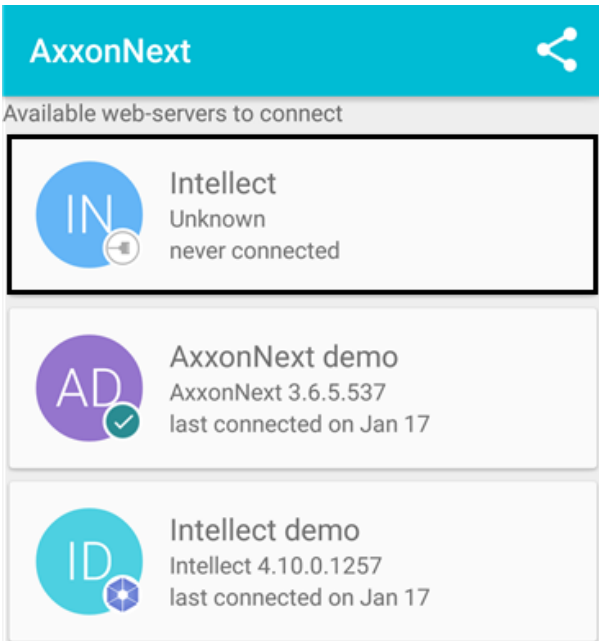 AxxonNext
Available web-servers to connect
IN
Intellect
Unknown
never connected
AD
AxxonNext demo
AxxonNext 3.6.5.537
last connected on Jan 17
ID
Intellect demo
Intellect 4.10.0.1257
last connected on Jan 17